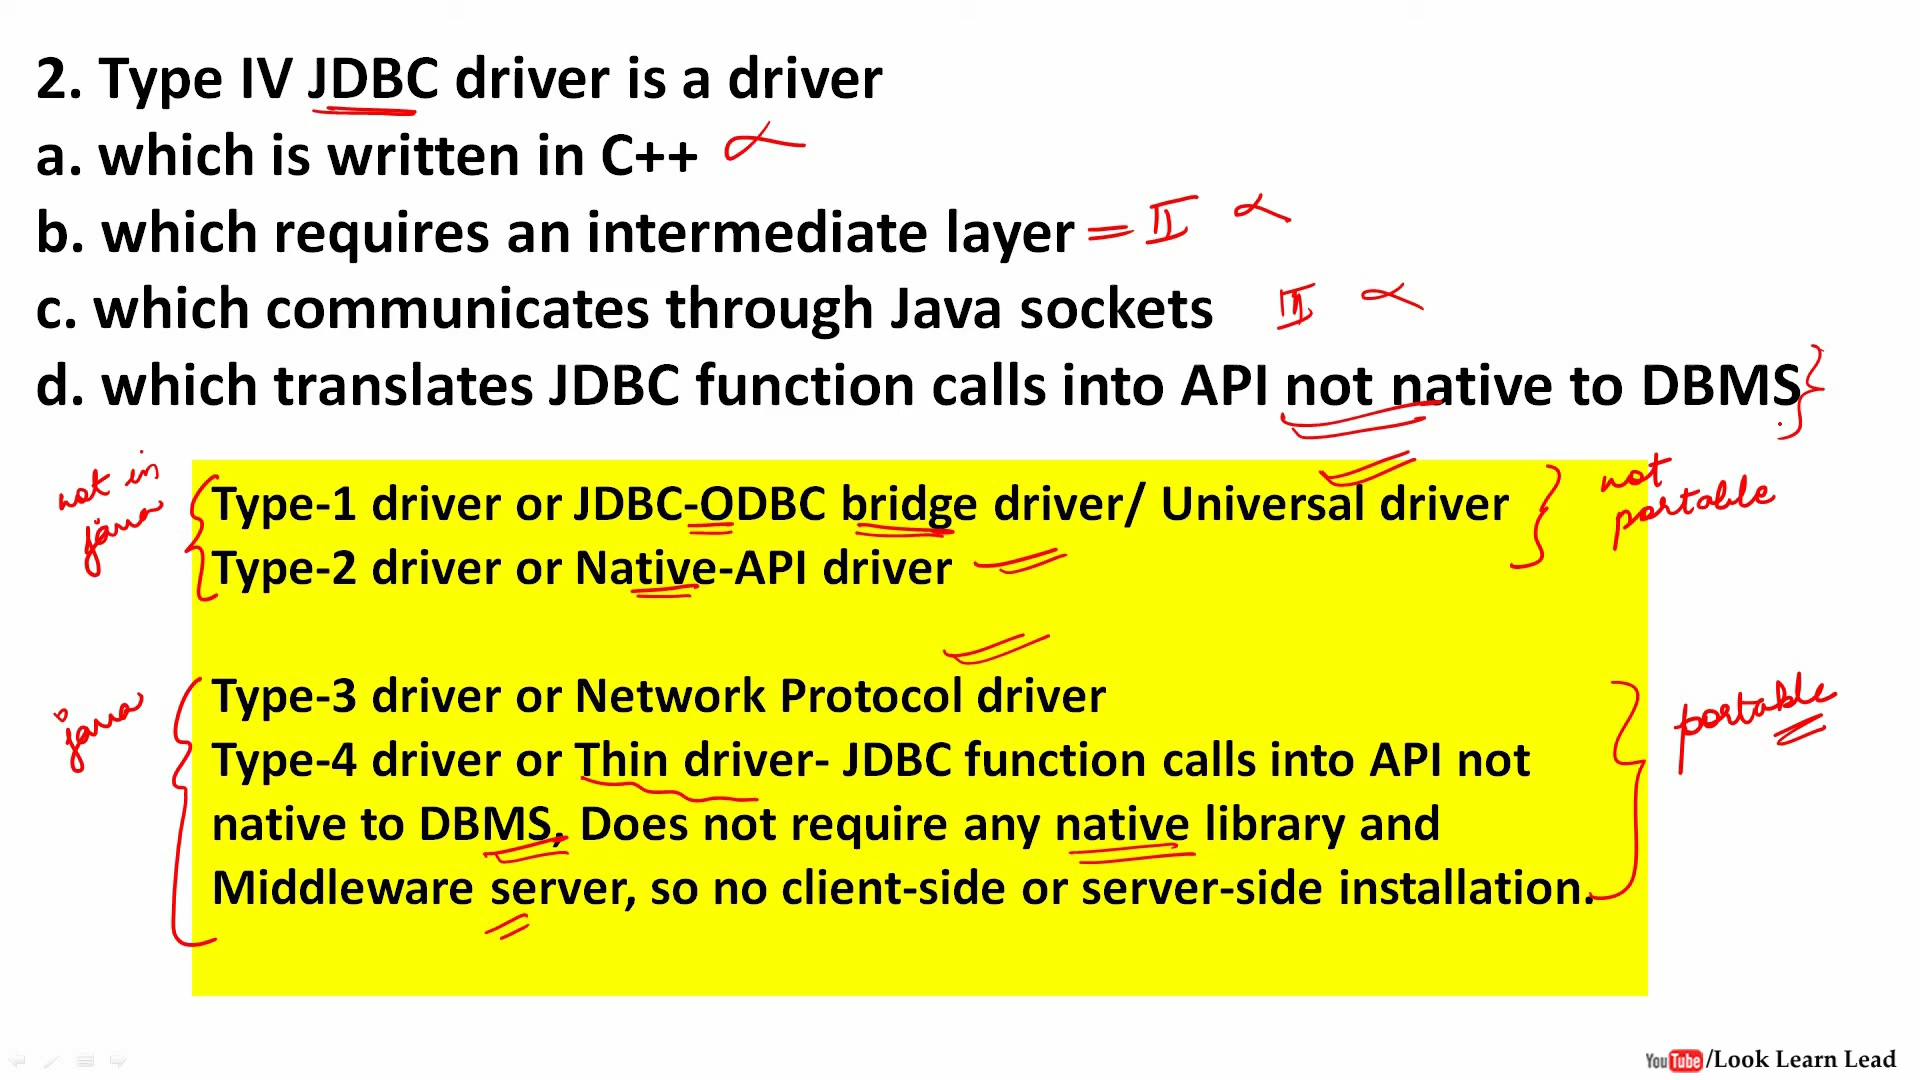 2. Type IV JDBC driver is a driver
a. which is written in C++
b. which requires an intermediate layer = II
c. which communicates through Java sockets III
d. which translates JDBC function calls into API not native to DBMS
not in
java
Type-1 driver or JDBC-ODBC bridge driver/ Universal driver
Type-2 driver or Native-API driver
not
portable
java
Type-3 driver or Network Protocol driver
Type-4 driver or Thin driver- JDBC function calls into API not
native to DBMS, Does not require any native library and
Middleware server, so no client-side or server-side installation.
portable
YouTube/Look Learn Lead